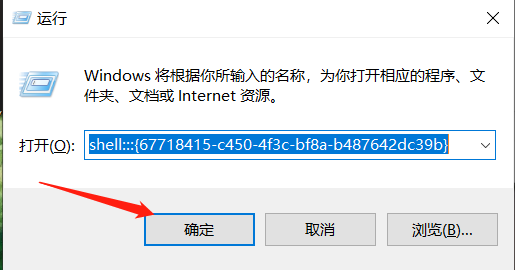 运行
Windows 将根据你所输入的名称，为你打开相应的程序、文
件夹、文档或 Internet 资源。
打开(O): shell:::{67718415-c450-4f3c-bf8a-b487642dc39b}
确定 取消 浏览(B)...